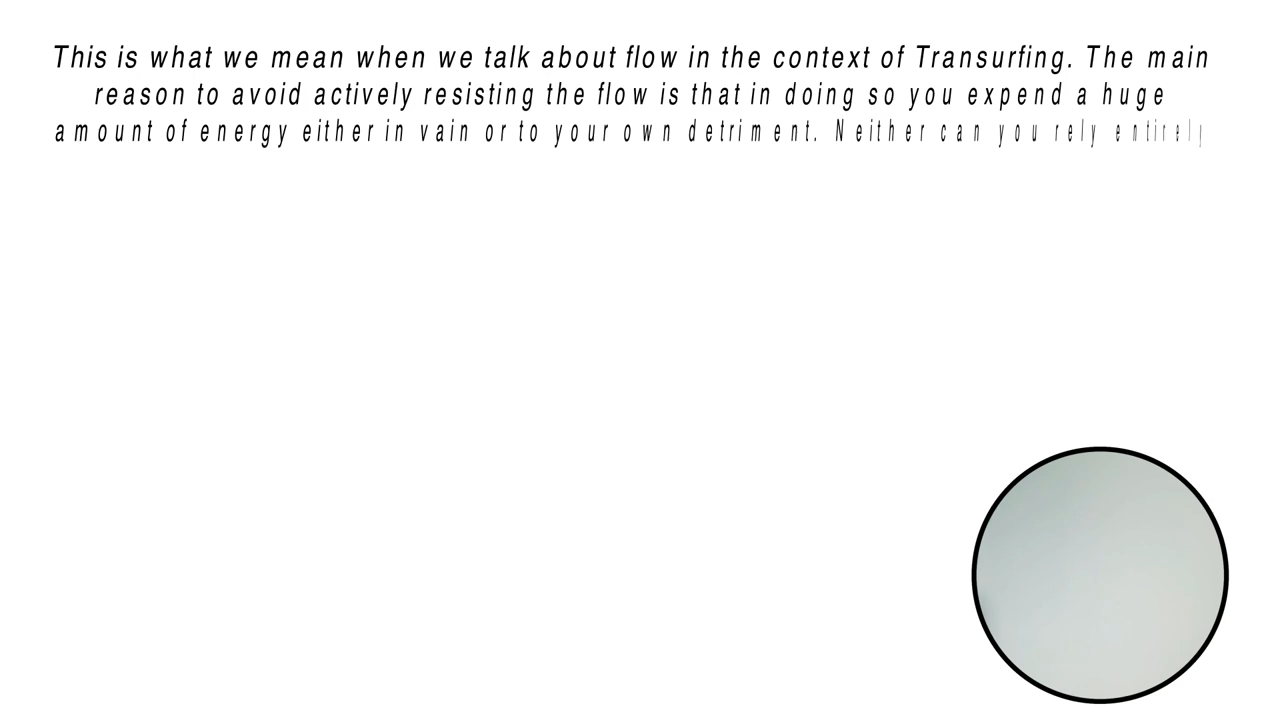 This is what we mean when we talk about flow in the context of Transurfing. The main
reason to avoid actively resisting the flow is that in doing so you expend a huge
amount of energy either in vain or to your own detriment. Neither can you rely entirely